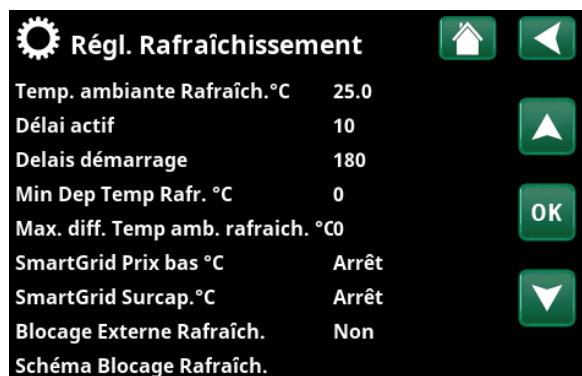 Régl. Rafraîchissement
Temp. ambiante Rafraîch.°C 25.0
Délai actif 10
Delais démarrage 180
Min Dep Temp Rafr. °C 0
Max. diff. Temp amb. rafraich. °C0
OK
SmartGrid Prix bas °C Arrêt
SmartGrid Surcap.°C Arrêt
Blocage Externe Rafraîch. Non
Schéma Blocage Rafraîch.